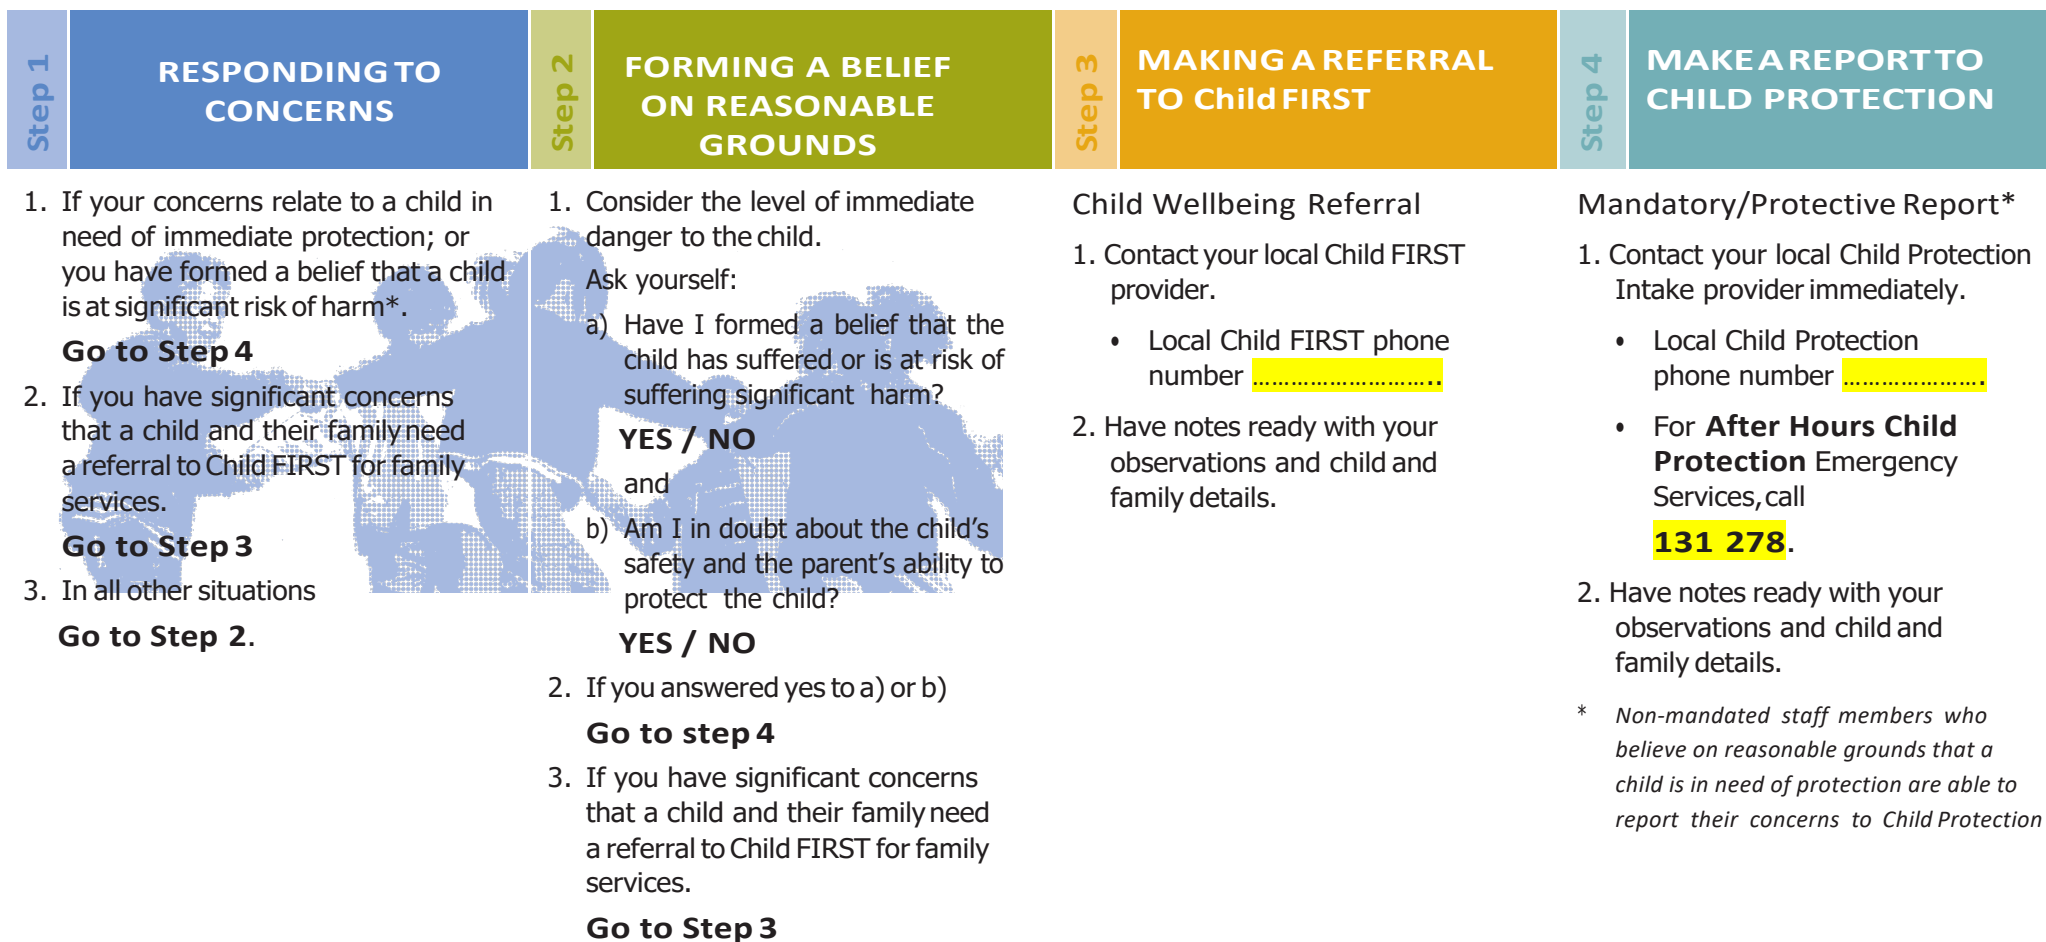 Step 1
RESPONDING TO
CONCERNS
1. If your concerns relate to a child in
need of immediate protection; or
you have formed a belief that a child
is at significant risk of harm*.
Go to Step 4
2. If you have significant concerns
that a child and their family need
a referral to Child FIRST for family
services.
Go to Step 3
3. In all other situations
Go to Step 2.
Step 2
FORMING A BELIEF
ON REASONABLE
GROUNDS
1. Consider the level of immediate
danger to the child.
Ask yourself:
a) Have I formed a belief that the
child has suffered or is at risk of
suffering significant harm?
YES / NO
and
b) Am I in doubt about the child’s
safety and the parent’s ability to
protect the child?
YES / NO
2. If you answered yes to a) or b)
Go to step 4
3. If you have significant concerns
that a child and their family need
a referral to Child FIRST for family
services.
Go to Step 3
Step 3
MAKING A REFERRAL
TO Child FIRST
Child Wellbeing Referral
1. Contact your local Child FIRST
provider.
• Local Child FIRST phone
number ………………………..
2. Have notes ready with your
observations and child and
family details.
Step 4
MAKE A REPORT TO
CHILD PROTECTION
Mandatory/Protective Report*
1. Contact your local Child Protection
Intake provider immediately.
• Local Child Protection
phone number ………………….
• For After Hours Child
Protection Emergency
Services, call
131 278.
2. Have notes ready with your
observations and child and
family details.
* Non-mandated staff members who
believe on reasonable grounds that a
child is in need of protection are able to
report their concerns to Child Protection